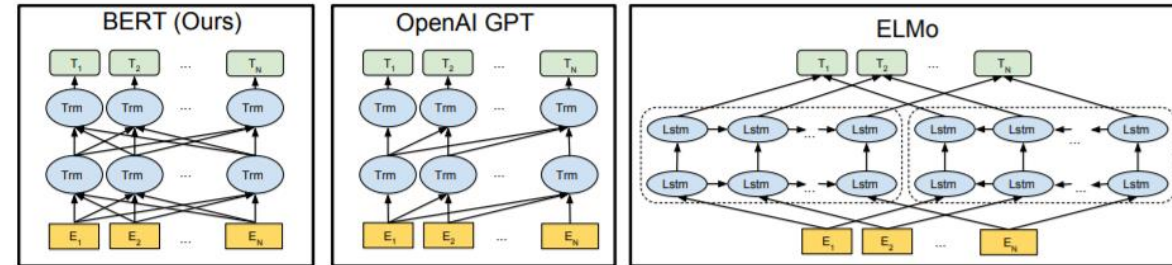 BERT (Ours) OpenAI GPT ELMo
T1 T2 ... TN T1 T2 ... TN T1 T2 ... TN
Trm Trm ... Trm Trm Trm ... Trm Lstm Lstm ... Lstm Lstm Lstm ... Lstm
Trm Trm ... Trm Trm Trm ... Trm Lstm Lstm ... Lstm Lstm Lstm ... Lstm
E1 E2 ... EN E1 E2 ... EN E1 E2 ... EN